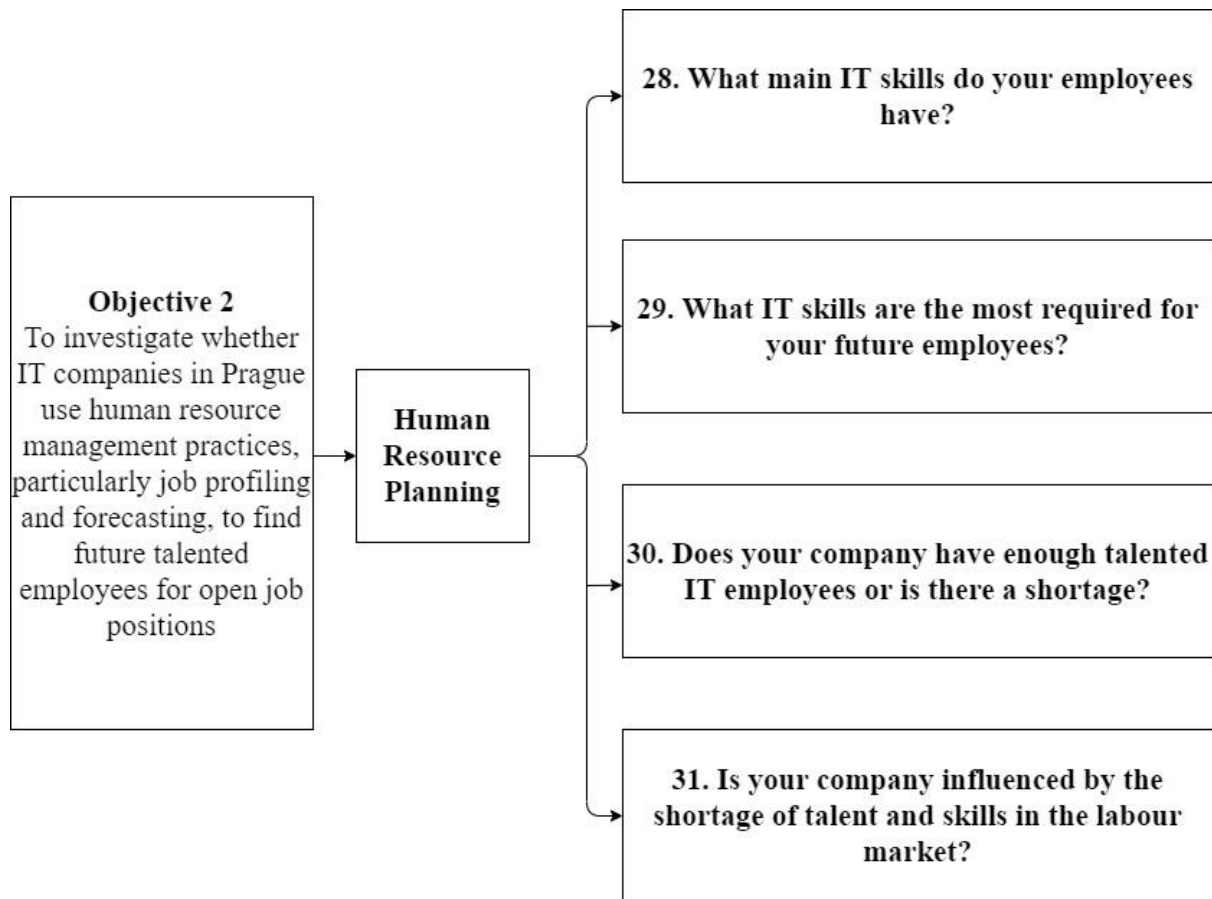 Objective 2
To investigate whether
IT companies in Prague
use human resource
management practices,
particularly job profiling
and forecasting, to find
future talented
employees for open job
positions
Human
Resource
Planning
28. What main IT skills do your employees
have?
29. What IT skills are the most required for
your future employees?
30. Does your company have enough talented
IT employees or is there a shortage?
31. Is your company influenced by the
shortage of talent and skills in the labour
market?